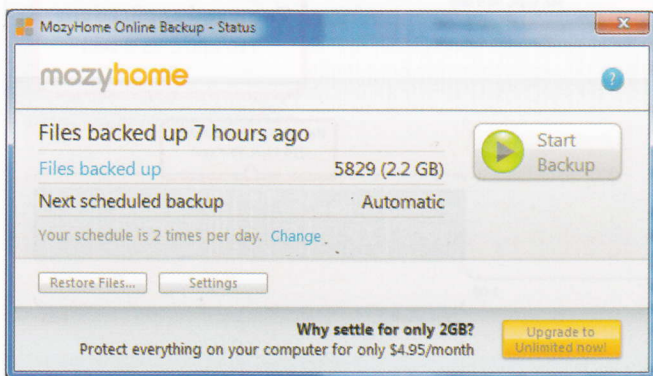 MozyHome Online Backup - Status
mozyhome
?
Files backed up 7 hours ago
Start
Backup
Files backed up 5829 (2.2 GB)
Next scheduled backup Automatic
Your schedule is 2 times per day. Change
Restore Files... Settings
Why settle for only 2GB?
Protect everything on your computer for only $4.95/month
Upgrade to
Unlimited now!